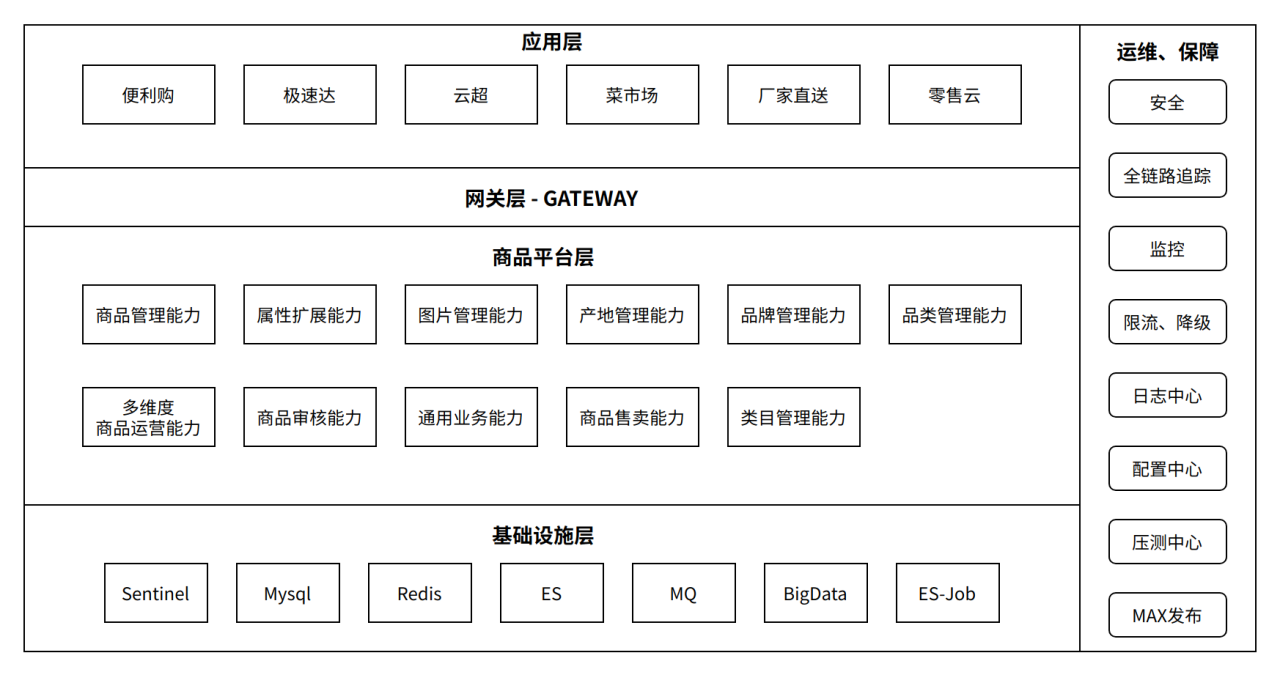 应用层
便利购
极速达
云超
菜市场
厂家直送
零售云
网关层 - GATEWAY
商品平台层
商品管理能力
属性扩展能力
图片管理能力
产地管理能力
品牌管理能力
品类管理能力
多维度
商品运营能力
商品审核能力
通用业务能力
商品售卖能力
类目管理能力
基础设施层
Sentinel
Mysql
Redis
ES
MQ
BigData
ES-Job
运维、保障
安全
全链路追踪
监控
限流、降级
日志中心
配置中心
压测中心
MAX发布